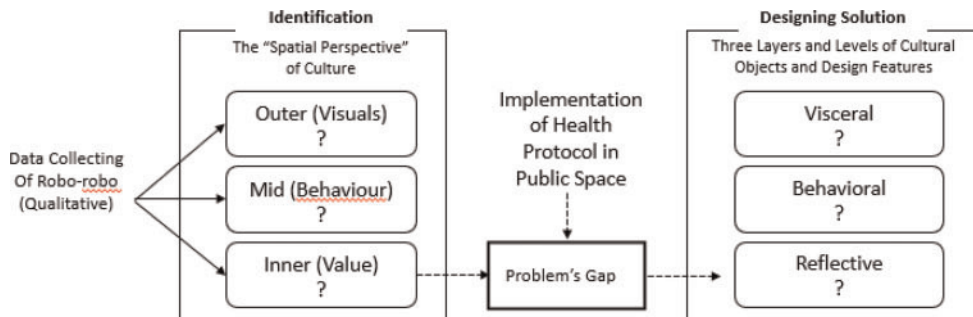 Identification
The “Spatial Perspective”
of Culture
Data Collecting
Of Robo-robo
(Qualitative)
Outer (Visuals)
?
Mid (Behaviour)
?
Inner (Value)
?
Implementation
of Health
Protocol in
Public Space
Problem’s Gap
Designing Solution
Three Layers and Levels of Cultural
Objects and Design Features
Visceral
?
Behavioral
?
Reflective
?